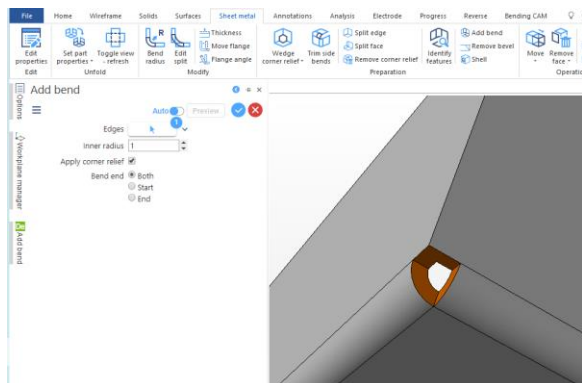 File Home Wireframe Solids Surfaces Sheet metal Annotations Analysis Electrode Progress Reverse Bending CAM
Edit properties
Set part properties
Toggle view - refresh
Bend radius
Edit split
Thickness
Move flange
Flange angle
Wedge corner relief
Trim side bends
Split edge
Split face
Remove corner relief
Identify features
Add bend
Remove bevel
Shell
Move
Remove face
Edit Unfold Modify Preparation Operatio
Options
Workplane manager
De Add bend
Add bend
Auto Preview
1
Edges
Inner radius 1
Apply corner relief
Bend end Both
Start
End